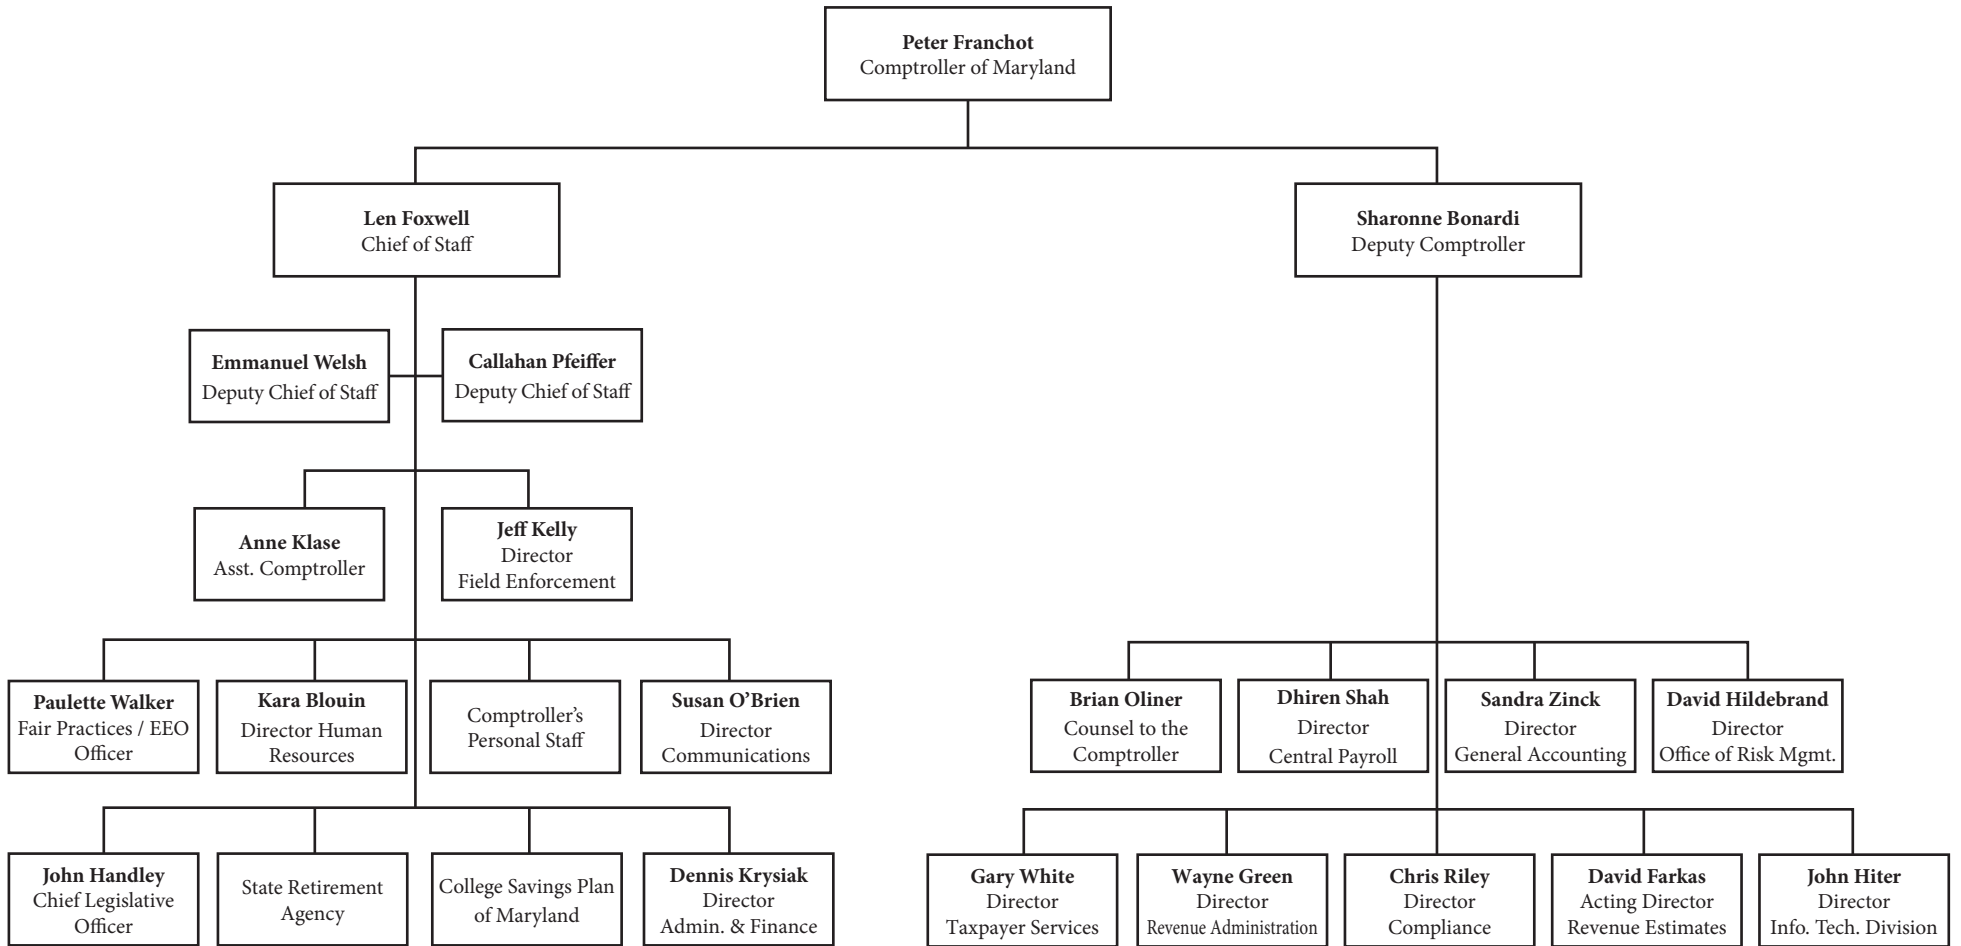 Peter Franchot
Comptroller of Maryland
Len Foxwell
Chief of Staff
Sharonne Bonardi
Deputy Comptroller
Emmanuel Welsh
Deputy Chief of Staff
Callahan Pfeiffer
Deputy Chief of Staff
Anne Klase
Asst. Comptroller
Jeff Kelly
Director
Field Enforcement
Paulette Walker
Fair Practices / EEO
Officer
Kara Blouin
Director Human
Resources
Comptroller’s
Personal Staff
Susan O’Brien
Director
Communications
Brian Oliner
Counsel to the
Comptroller
Dhiren Shah
Director
Central Payroll
Sandra Zinck
Director
General Accounting
David Hildebrand
Director
Office of Risk Mgmt.
John Handley
Chief Legislative
Officer
State Retirement
Agency
College Savings Plan
of Maryland
Dennis Krysiak
Director
Admin. & Finance
Gary White
Director
Taxpayer Services
Wayne Green
Director
Revenue Administration
Chris Riley
Director
Compliance
David Farkas
Acting Director
Revenue Estimates
John Hiter
Director
Info. Tech. Division